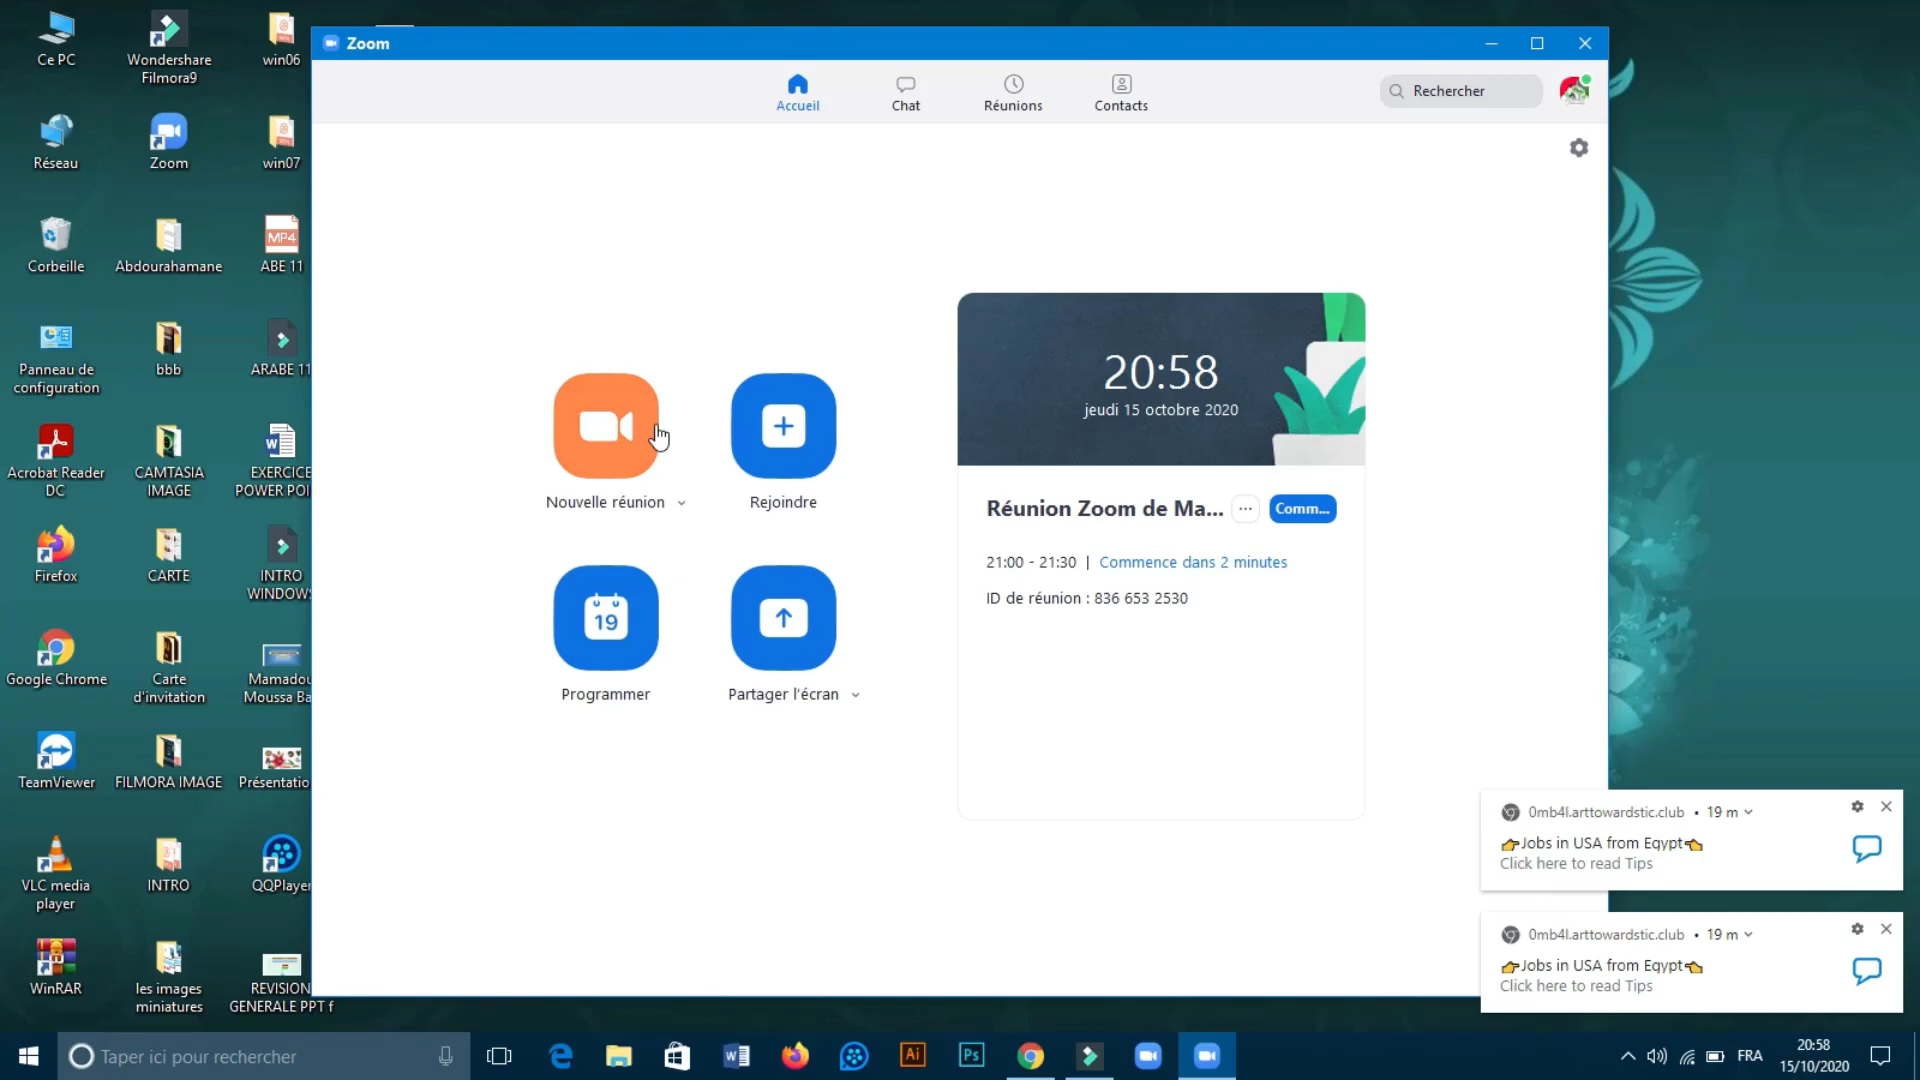 Ce PC
Wondershare
Filmora9
win06
Réseau
Zoom
win07
Corbeille
Abdourahamane
MP4
ABE 11
Panneau de
configuration
bbb
ARABE 11
Acrobat Reader
DC
CAMTASIA
IMAGE
EXERCICE
POWER POI
Firefox
CARTE
INTRO
WINDOWS
Google Chrome
Carte
d'invitation
Mamadou
Moussa Ba
TeamViewer
FILMORA IMAGE
Présentatio
VLC media
player
INTRO
QQPlayer
WinRAR
les images
miniatures
REVISION
GENERALE PPT f
Zoom
Accueil
Chat
Réunions
Contacts
Rechercher
Nouvelle réunion
Rejoindre
19
Programmer
Partager l'écran
20:58
jeudi 15 octobre 2020
Réunion Zoom de Ma... ... Comm...
21:00 - 21:30 | Commence dans 2 minutes
ID de réunion : 836 653 2530
0mb4l.arttowardstic.club • 19 m
👉Jobs in USA from Egypt👈
Click here to read Tips
0mb4l.arttowardstic.club • 19 m
👉Jobs in USA from Egypt👈
Click here to read Tips
Taper ici pour rechercher
Ai
Ps
FRA
20:58
15/10/2020